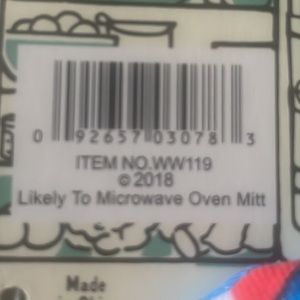 0 92657 03078 3
ITEM NO.WW119
© 2018
Likely To Microwave Oven Mitt
Made